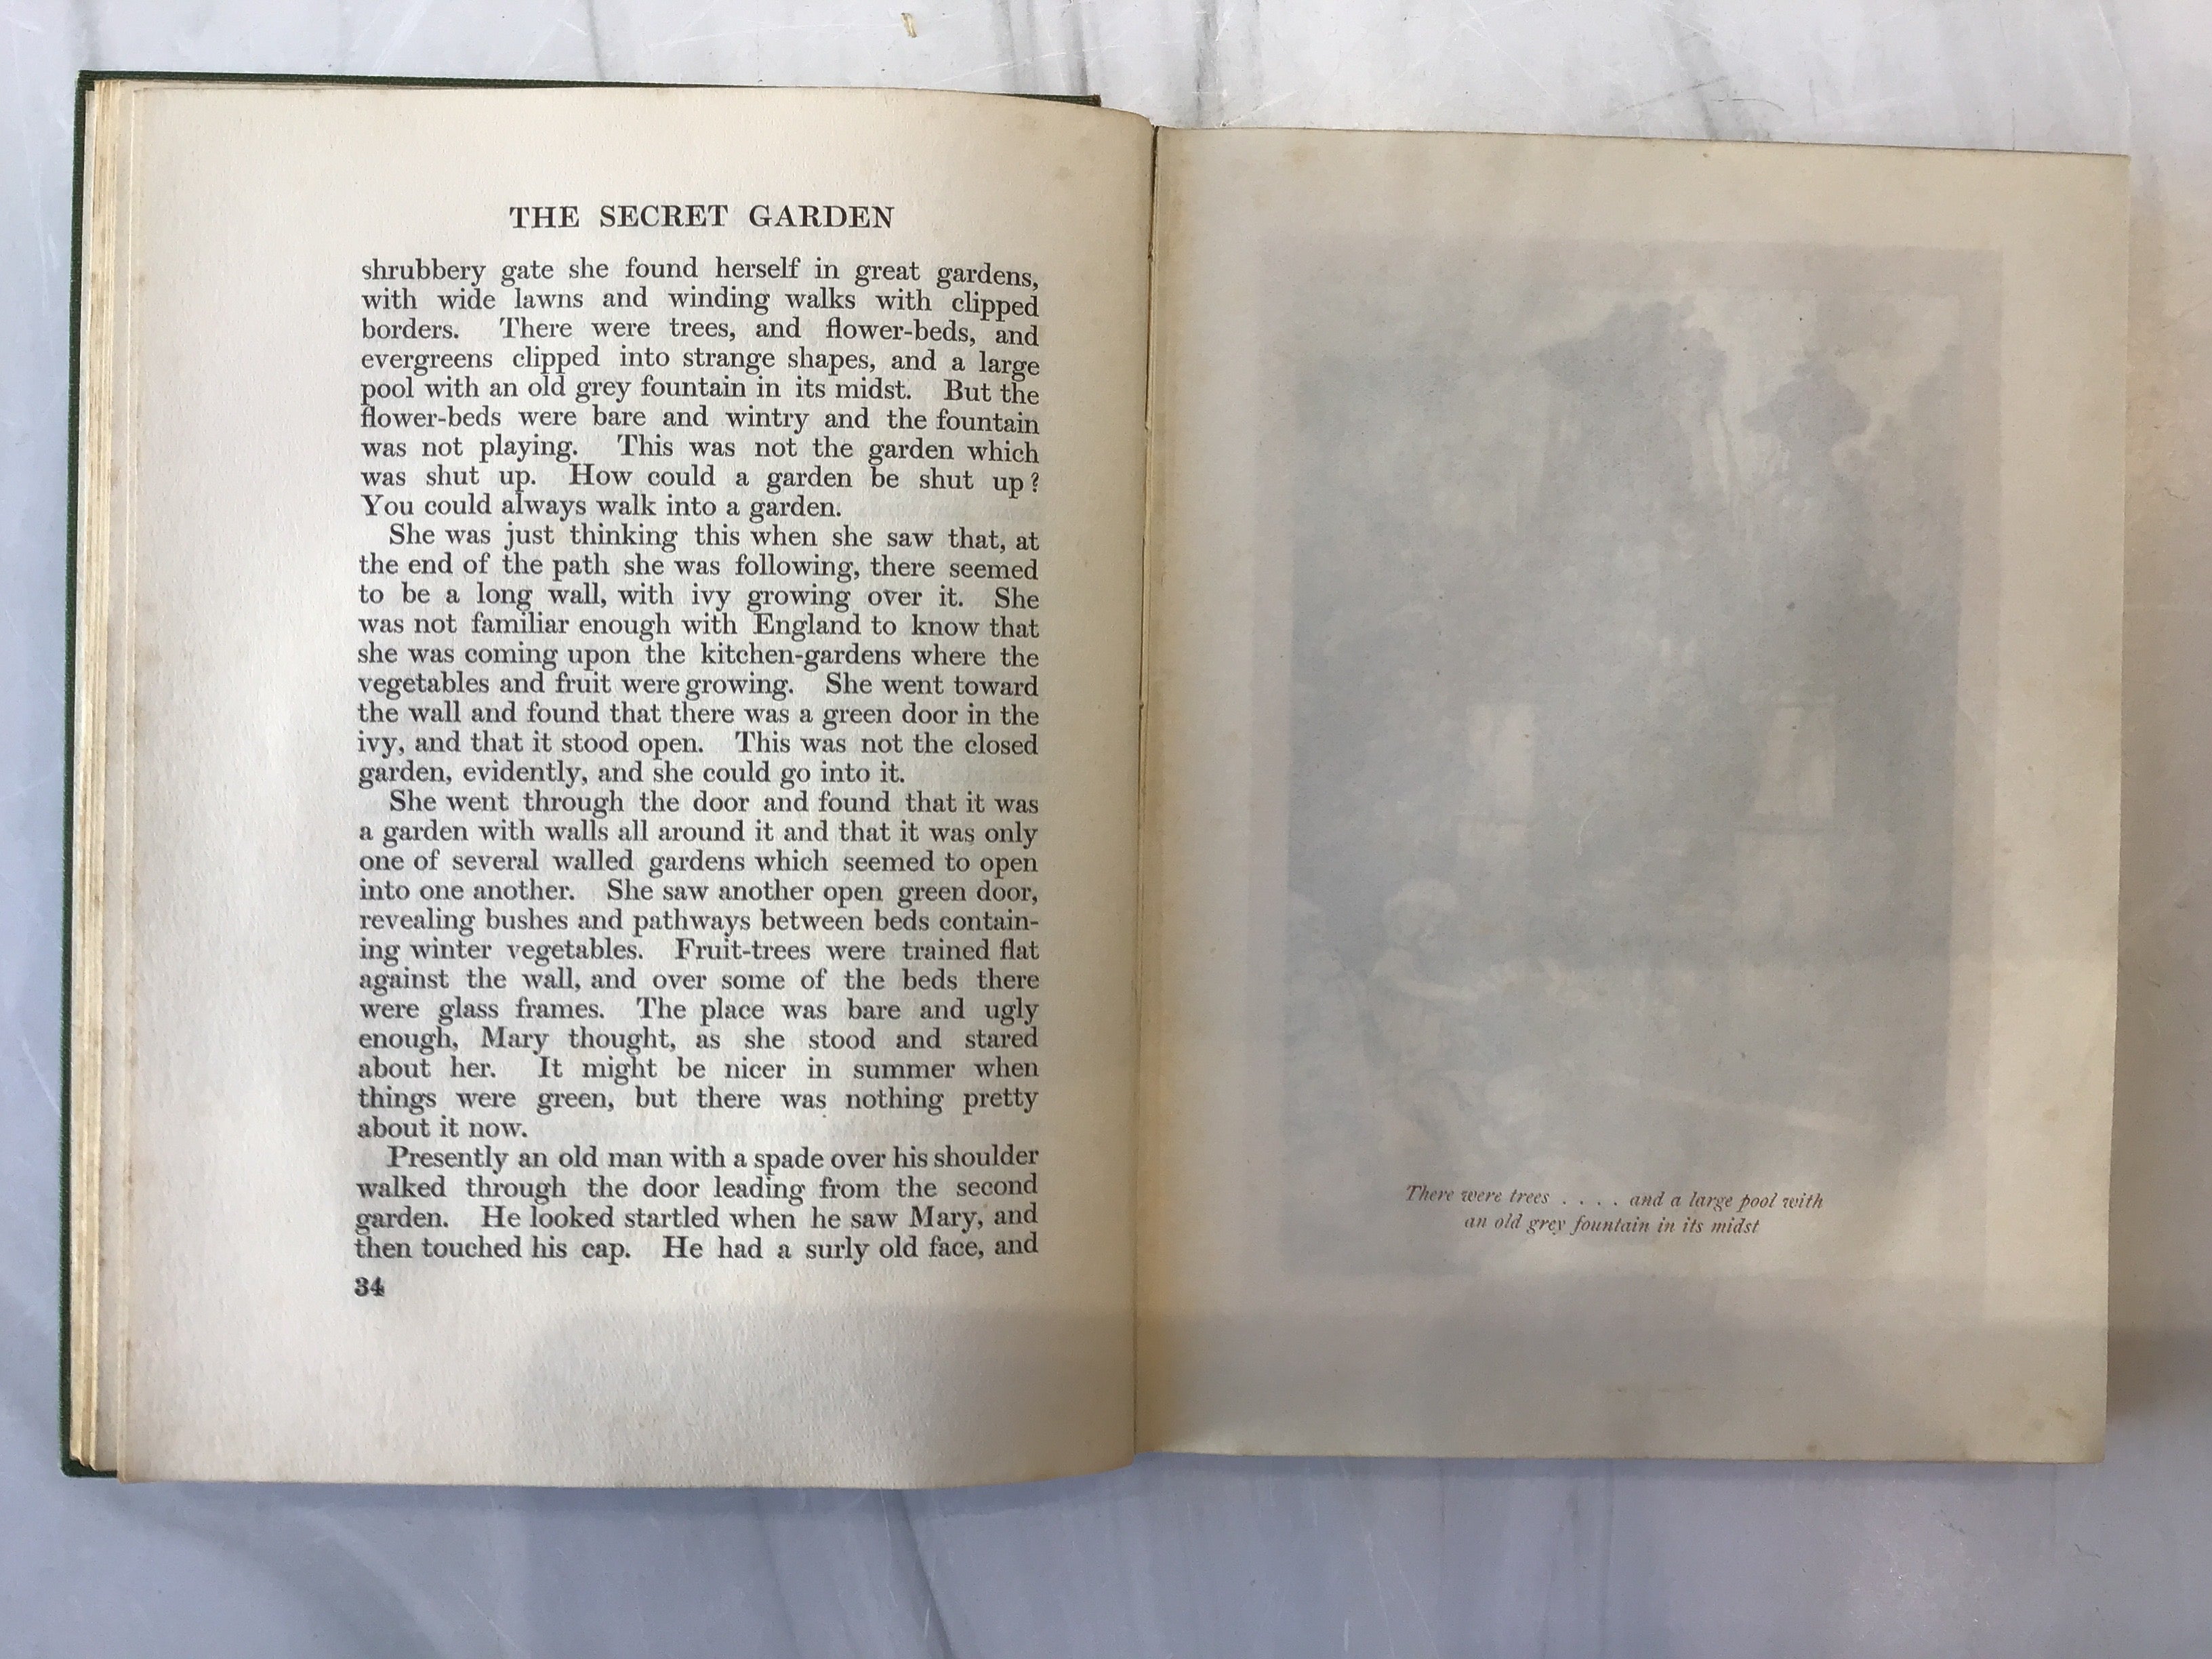 THE SECRET GARDEN
shrubbery gate she found herself in great gardens,
with wide lawns and winding walks with clipped
borders. There were trees, and flower-beds, and
evergreens clipped into strange shapes, and a large
pool with an old grey fountain in its midst. But the
flower-beds were bare and wintry and the fountain
was not playing. This was not the garden which
was shut up. How could a garden be shut up?
You could always walk into a garden.
She was just thinking this when she saw that, at
the end of the path she was following, there seemed
to be a long wall, with ivy growing over it. She
was not familiar enough with England to know that
she was coming upon the kitchen-gardens where the
vegetables and fruit were growing. She went toward
the wall and found that there was a green door in the
ivy, and that it stood open. This was not the closed
garden, evidently, and she could go into it.
She went through the door and found that it was
a garden with walls all around it and that it was only
one of several walled gardens which seemed to open
into one another. She saw another open green door,
revealing bushes and pathways between beds contain-
ing winter vegetables. Fruit-trees were trained flat
against the wall, and over some of the beds there
were glass frames. The place was bare and ugly
enough, Mary thought, as she stood and stared
about her. It might be nicer in summer when
things were green, but there was nothing pretty
about it now.
Presently an old man with a spade over his shoulder
walked through the door leading from the second
garden. He looked startled when he saw Mary, and
then touched his cap. He had a surly old face, and
34
There were trees . . . . and a large pool with
an old grey fountain in its midst